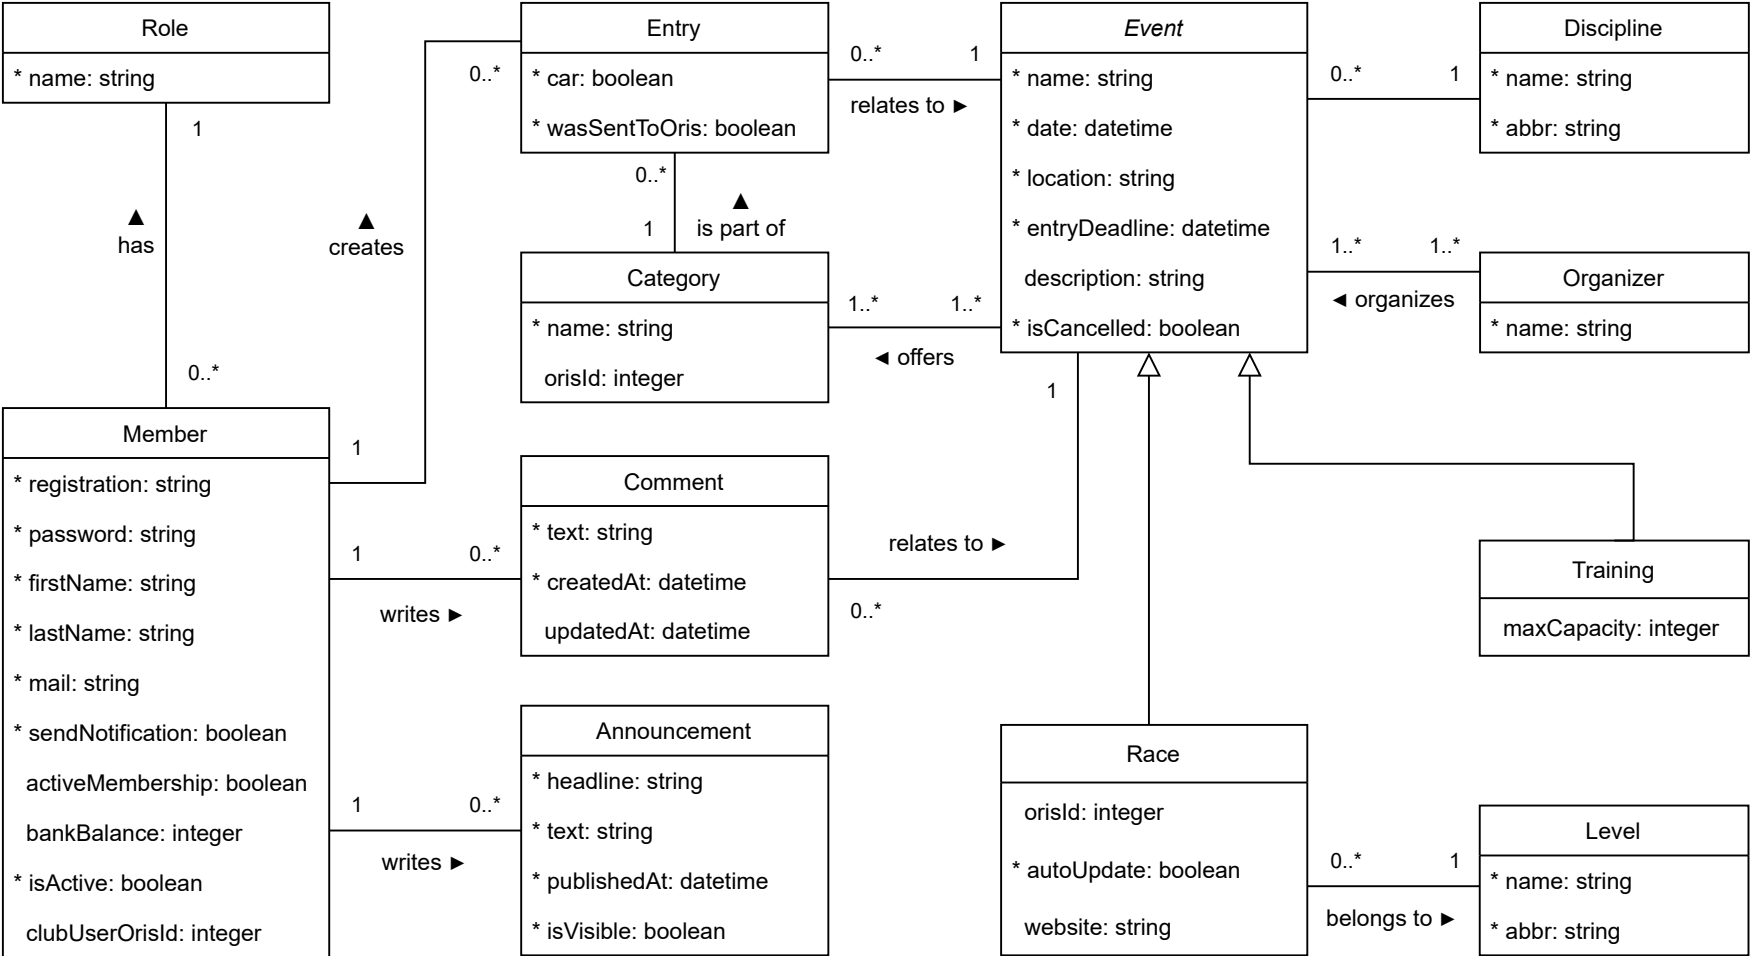 Role
* name: string
1
▲
has
0..*
Member
* registration: string
* password: string
* firstName: string
* lastName: string
* mail: string
* sendNotification: boolean
activeMembership: boolean
bankBalance: integer
* isActive: boolean
clubUserOrisId: integer
▲
creates
1
0..*
Entry
* car: boolean
* wasSentToOris: boolean
0..*
▲
1
is part of
Category
* name: string
orisId: integer
1
0..*
writes ►
Comment
* text: string
* createdAt: datetime
updatedAt: datetime
1
0..*
writes ►
Announcement
* headline: string
* text: string
* publishedAt: datetime
* isVisible: boolean
0..*
1
relates to ►
1..*
1..*
◄ offers
1
relates to ►
0..*
Event
* name: string
* date: datetime
* location: string
* entryDeadline: datetime
description: string
* isCancelled: boolean
0..*
1
Discipline
* name: string
* abbr: string
1..*
1..*
◄ organizes
Organizer
* name: string
Training
maxCapacity: integer
Race
orisId: integer
* autoUpdate: boolean
website: string
0..*
1
belongs to ►
Level
* name: string
* abbr: string